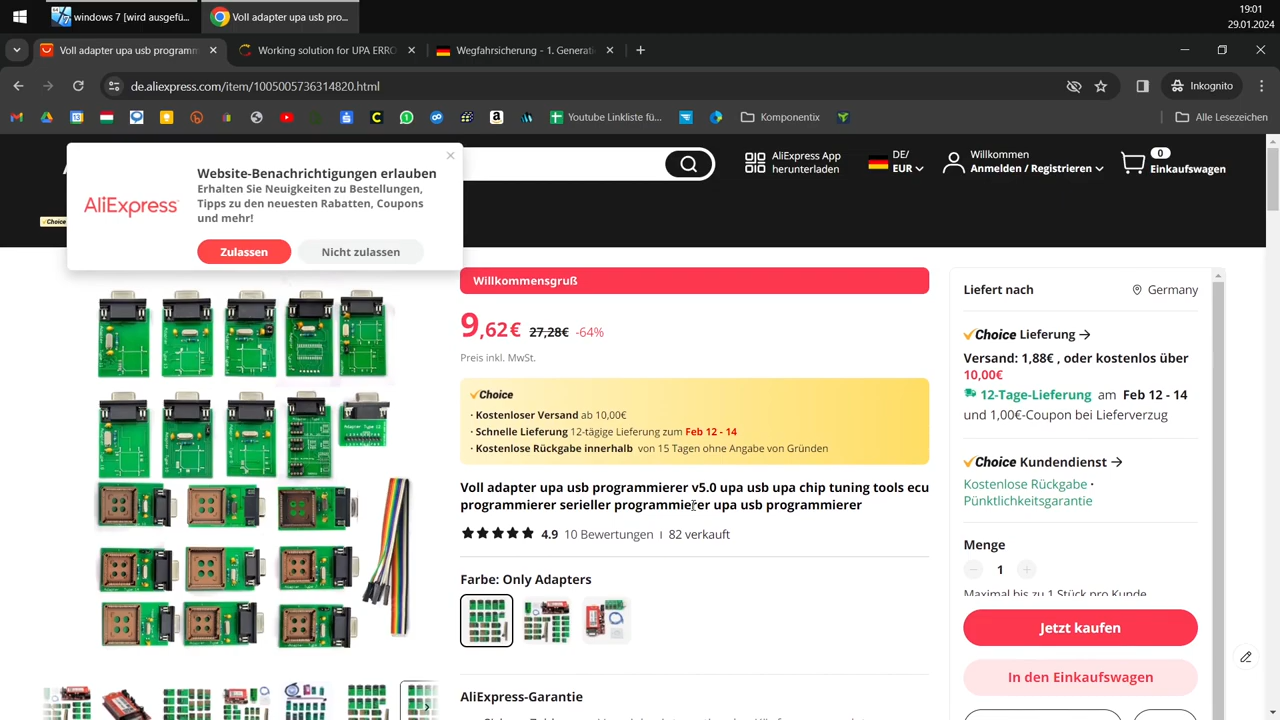 windows 7 [wird ausgefü...
Voll adapter upa usb pro...
19:01
29.01.2024
Voll adapter upa usb programm
Working solution for UPA ERRO
Wegfahrsicherung - 1. Generati
de.aliexpress.com/item/1005005736314820.html
Inkognito
Youtube Linkliste fü...
Komponentix
Alle Lesezeichen
Website-Benachrichtigungen erlauben
Erhalten Sie Neuigkeiten zu Bestellungen,
Tipps zu den neuesten Rabatten, Coupons
und mehr!
AliExpress
Zulassen
Nicht zulassen
AliExpress App
herunterladen
DE/
EUR
Willkommen
Anmelden / Registrieren
0
Einkaufswagen
Choice
Willkommensgruß
9,62€ 27,28€ -64%
Preis inkl. MwSt.
Choice
· Kostenloser Versand ab 10,00€
· Schnelle Lieferung 12-tägige Lieferung zum Feb 12 - 14
· Kostenlose Rückgabe innerhalb von 15 Tagen ohne Angabe von Gründen
Voll adapter upa usb programmierer v5.0 upa usb upa chip tuning tools ecu
programmierer serieller programmierer upa usb programmierer
4.9 10 Bewertungen | 82 verkauft
Farbe: Only Adapters
AliExpress-Garantie
Liefert nach Germany
Choice Lieferung
Versand: 1,88€ , oder kostenlos über
10,00€
12-Tage-Lieferung am Feb 12 - 14
und 1,00€-Coupon bei Lieferverzug
Choice Kundendienst
Kostenlose Rückgabe ·
Pünktlichkeitsgarantie
Menge
1
Maximal bis zu 1 Stück pro Kunde
Jetzt kaufen
In den Einkaufswagen